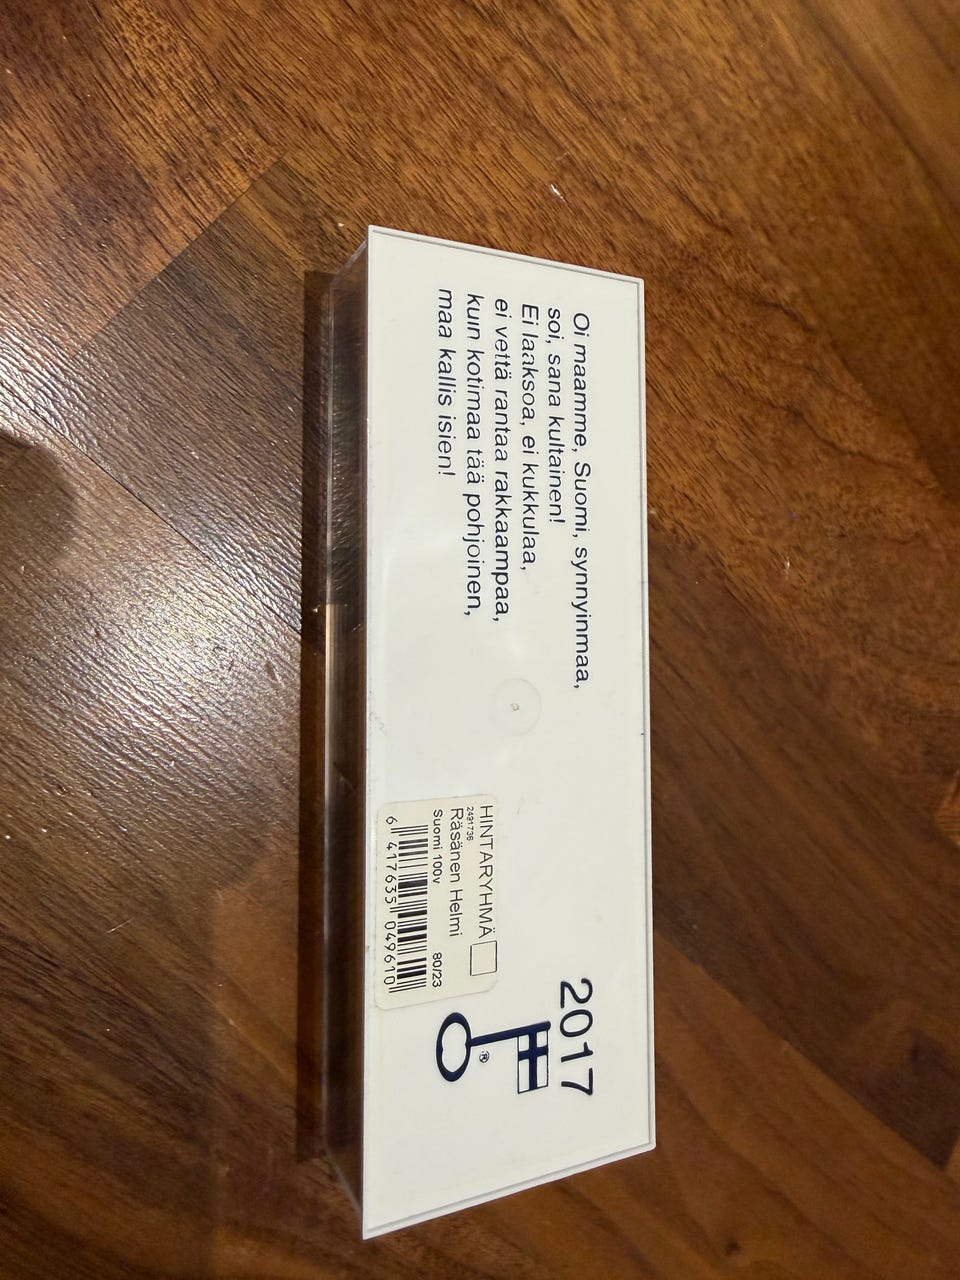 Oi maamme, Suomi, synnyinmaa,
soi, sana kultainen!
Ei laaksoa, ei kukkulaa,
ei vettä rantaa rakkaampaa,
kuin kotimaa tää pohjoinen,
maa kallis isien!
HINTARYHMÄ
2491736
Räsänen Helmi
Suomi 100v 80/23
6 417635 049610
2017
®